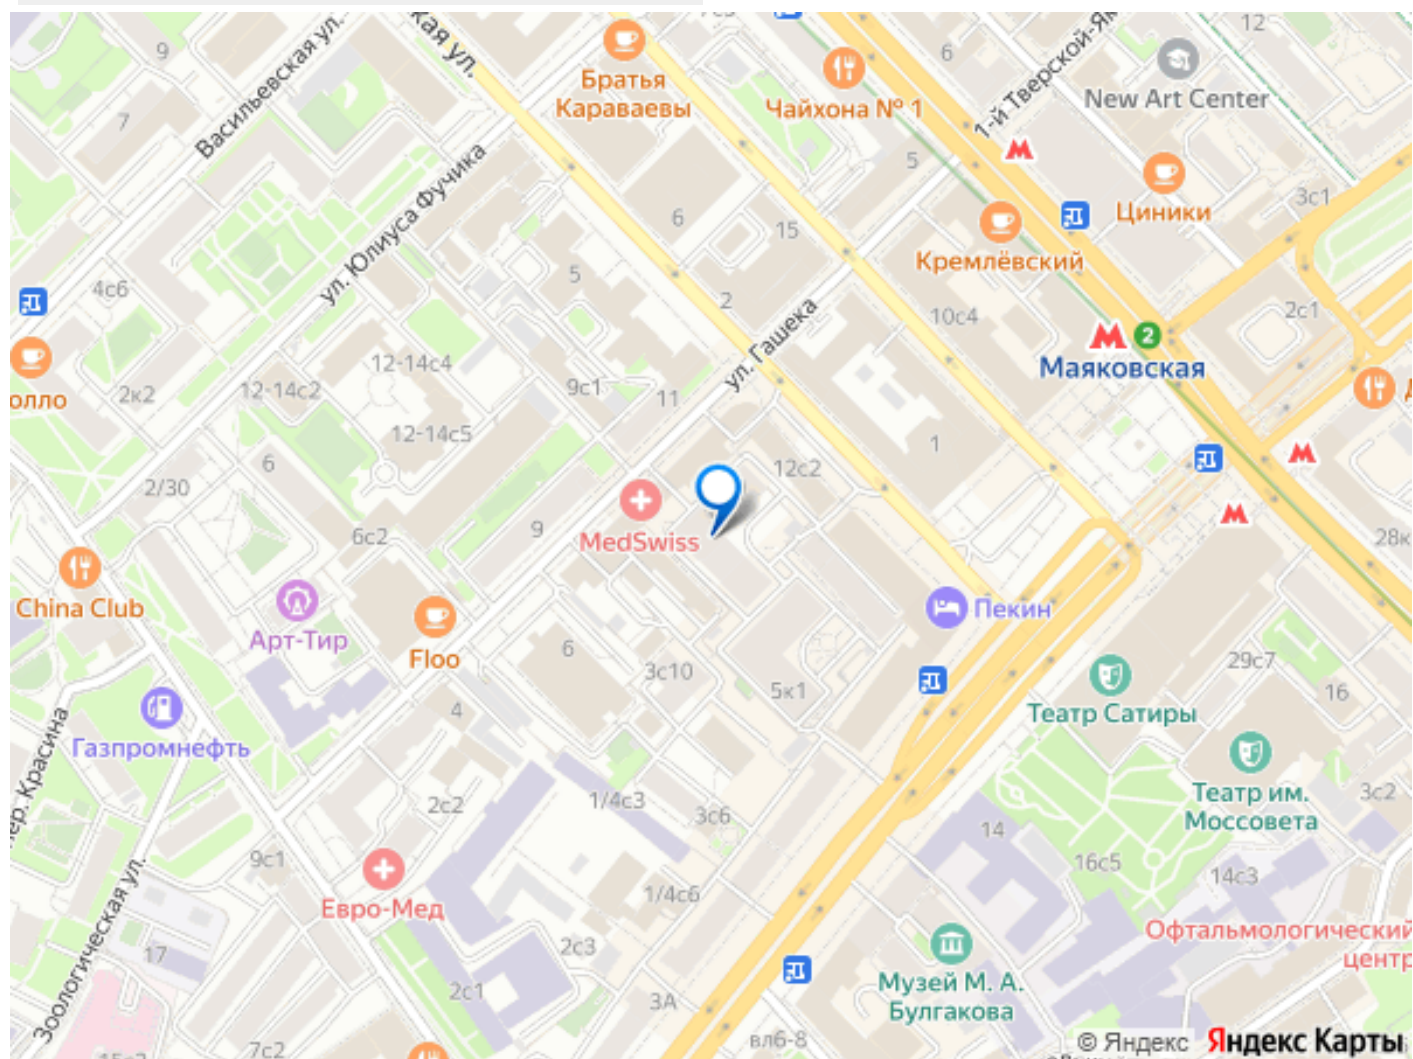 7с3
12
9
Васильевская ул.
кая ул.
Братья
Караваевы
Чайхона № 1
6
1-й Тверской-Ям
New Art Center
7
ул. Юлиуса Фучика
5
Циники
3с1
6
15
Кремлёвский
4с6
5
2
ул. Гашека
10с4
2с1
2
Маяковская
12-14с4
9с1
11
олло
2к2
12-14с2
12-14с5
1
6
2/30
12с2
MedSwiss
9
6с2
28к
China Club
Арт-Тир
Floo
Пекин
6
3с10
5к1
29с7
16
Театр Сатиры
4
Газпромнефть
пер. Красина
2с2
1/4с3
3с6
Театр им.
Моссовета
3с2
14
16с5
14с3
9с1
Евро-Мед
1/4с6
Зоологическая ул.
17
2с3
2с1
3А
Офтальмологический
центр
Музей М. А.
Булгакова
вл6-8
7с2
© Яндекс Яндекс Карты